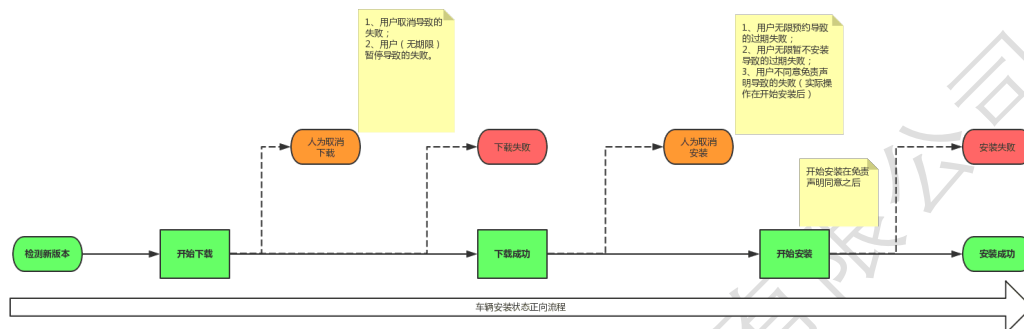 1、用户取消导致的
失败；
2、用户（无期限）
暂停导致的失败。
1、用户无限预约导致
的过期失败；
2、用户无限暂不安装
导致的过期失败；
3、用户不同意免责声
明导致的失败（实际操
作在开始安装后）
人为取消
下载
下载失败
人为取消
安装
安装失败
开始安装在免责
声明同意之后
检测新版本
开始下载
下载成功
开始安装
安装成功
车辆安装状态正向流程
有限公司